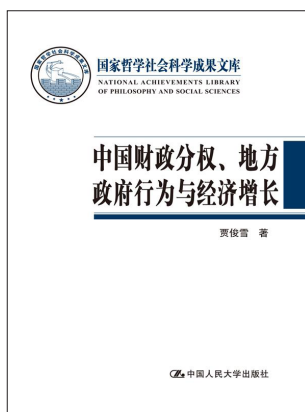 国家哲学社会科学成果文库
NATIONAL ACHIEVEMENTS LIBRARY
OF PHILOSOPHY AND SOCIAL SCIENCES
中国财政分权、地方
政府行为与经济增长
贾俊雪 著
中国人民大学出版社